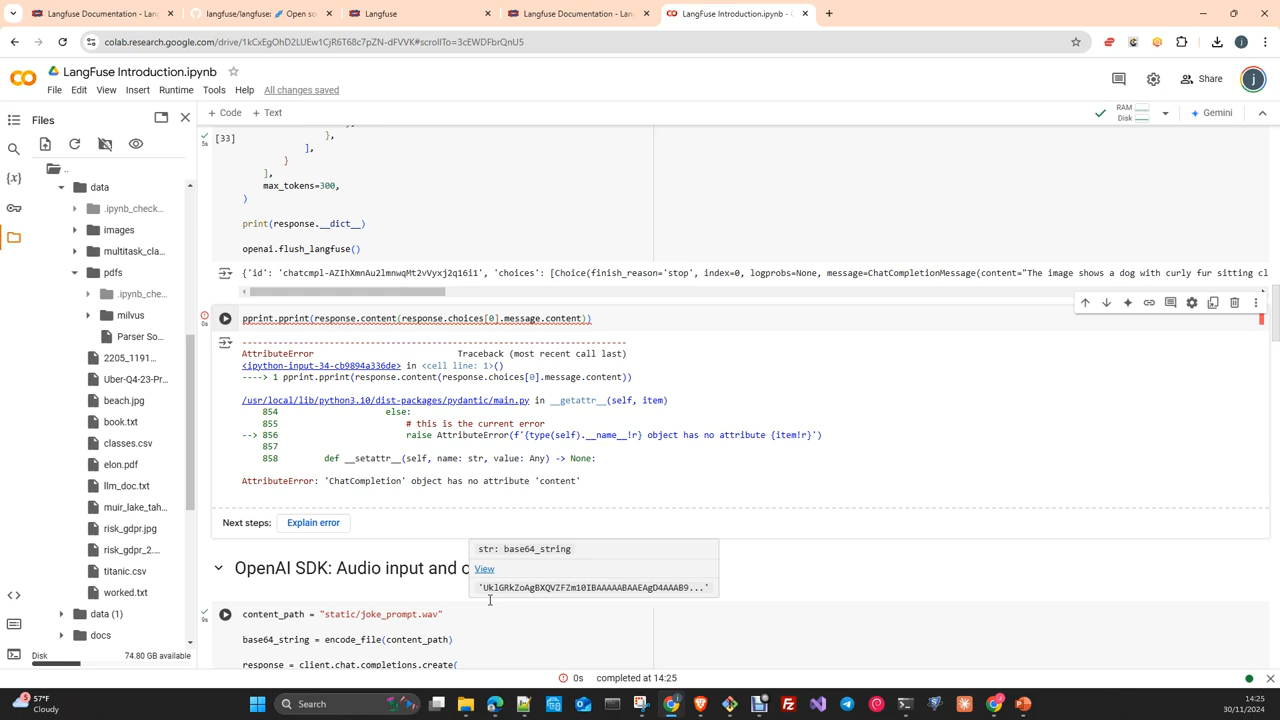 Langfuse Documentation - Lang
langfuse/langfuse: Open so
Langfuse
Langfuse Documentation - Lan
LangFuse Introduction.ipynb - C
colab.research.google.com/drive/1kCxEgOhD2LUEw1CjR6T68c7pZN-dFVVK#scrollTo=3cEWDFbrQnU5
LangFuse Introduction.ipynb
File Edit View Insert Runtime Tools Help All changes saved
Share
j
Files
+ Code + Text
RAM
Disk
Gemini
..
data
.ipynb_check...
images
multitask_cla...
pdfs
.ipynb_che...
milvus
Parser So...
2205_1191...
Uber-Q4-23-Pr...
beach.jpg
book.txt
classes.csv
elon.pdf
llm_doc.txt
muir_lake_tah...
risk_gdpr.jpg
risk_gdpr_2...
titanic.csv
worked.txt
data (1)
docs
Disk 74.80 GB available
[33]
5s
},
],
}
],
max_tokens=300,
)
print(response.__dict__)
openai.flush_langfuse()
{'id': 'chatcmpl-AZIhXmnAu2lmnwqMt2vVyxj2q16i1', 'choices': [Choice(finish_reason='stop', index=0, logprobs=None, message=ChatCompletionMessage(content="The image shows a dog with curly fur sitting cl
0s
pprint.pprint(response.content(response.choices[0].message.content))
---------------------------------------------------------------------------
AttributeError Traceback (most recent call last)
<ipython-input-34-cb9894a336de> in <cell line: 1>()
----> 1 pprint.pprint(response.content(response.choices[0].message.content))
/usr/local/lib/python3.10/dist-packages/pydantic/main.py in __getattr__(self, item)
854 else:
855 # this is the current error
--> 856 raise AttributeError(f'{type(self).__name__!r} object has no attribute {item!r}')
857
858 def __setattr__(self, name: str, value: Any) -> None:
AttributeError: 'ChatCompletion' object has no attribute 'content'
Next steps: Explain error
str: base64_string
View
'UklGRkZoAgBXQVZFZm10IBAAAAABAAEAgD4AAAB9...'
OpenAI SDK: Audio input and o
9s
content_path = "static/joke_prompt.wav"
base64_string = encode_file(content_path)
response = client.chat.completions.create(
0s completed at 14:25
57°F
Cloudy
Search
14:25
30/11/2024